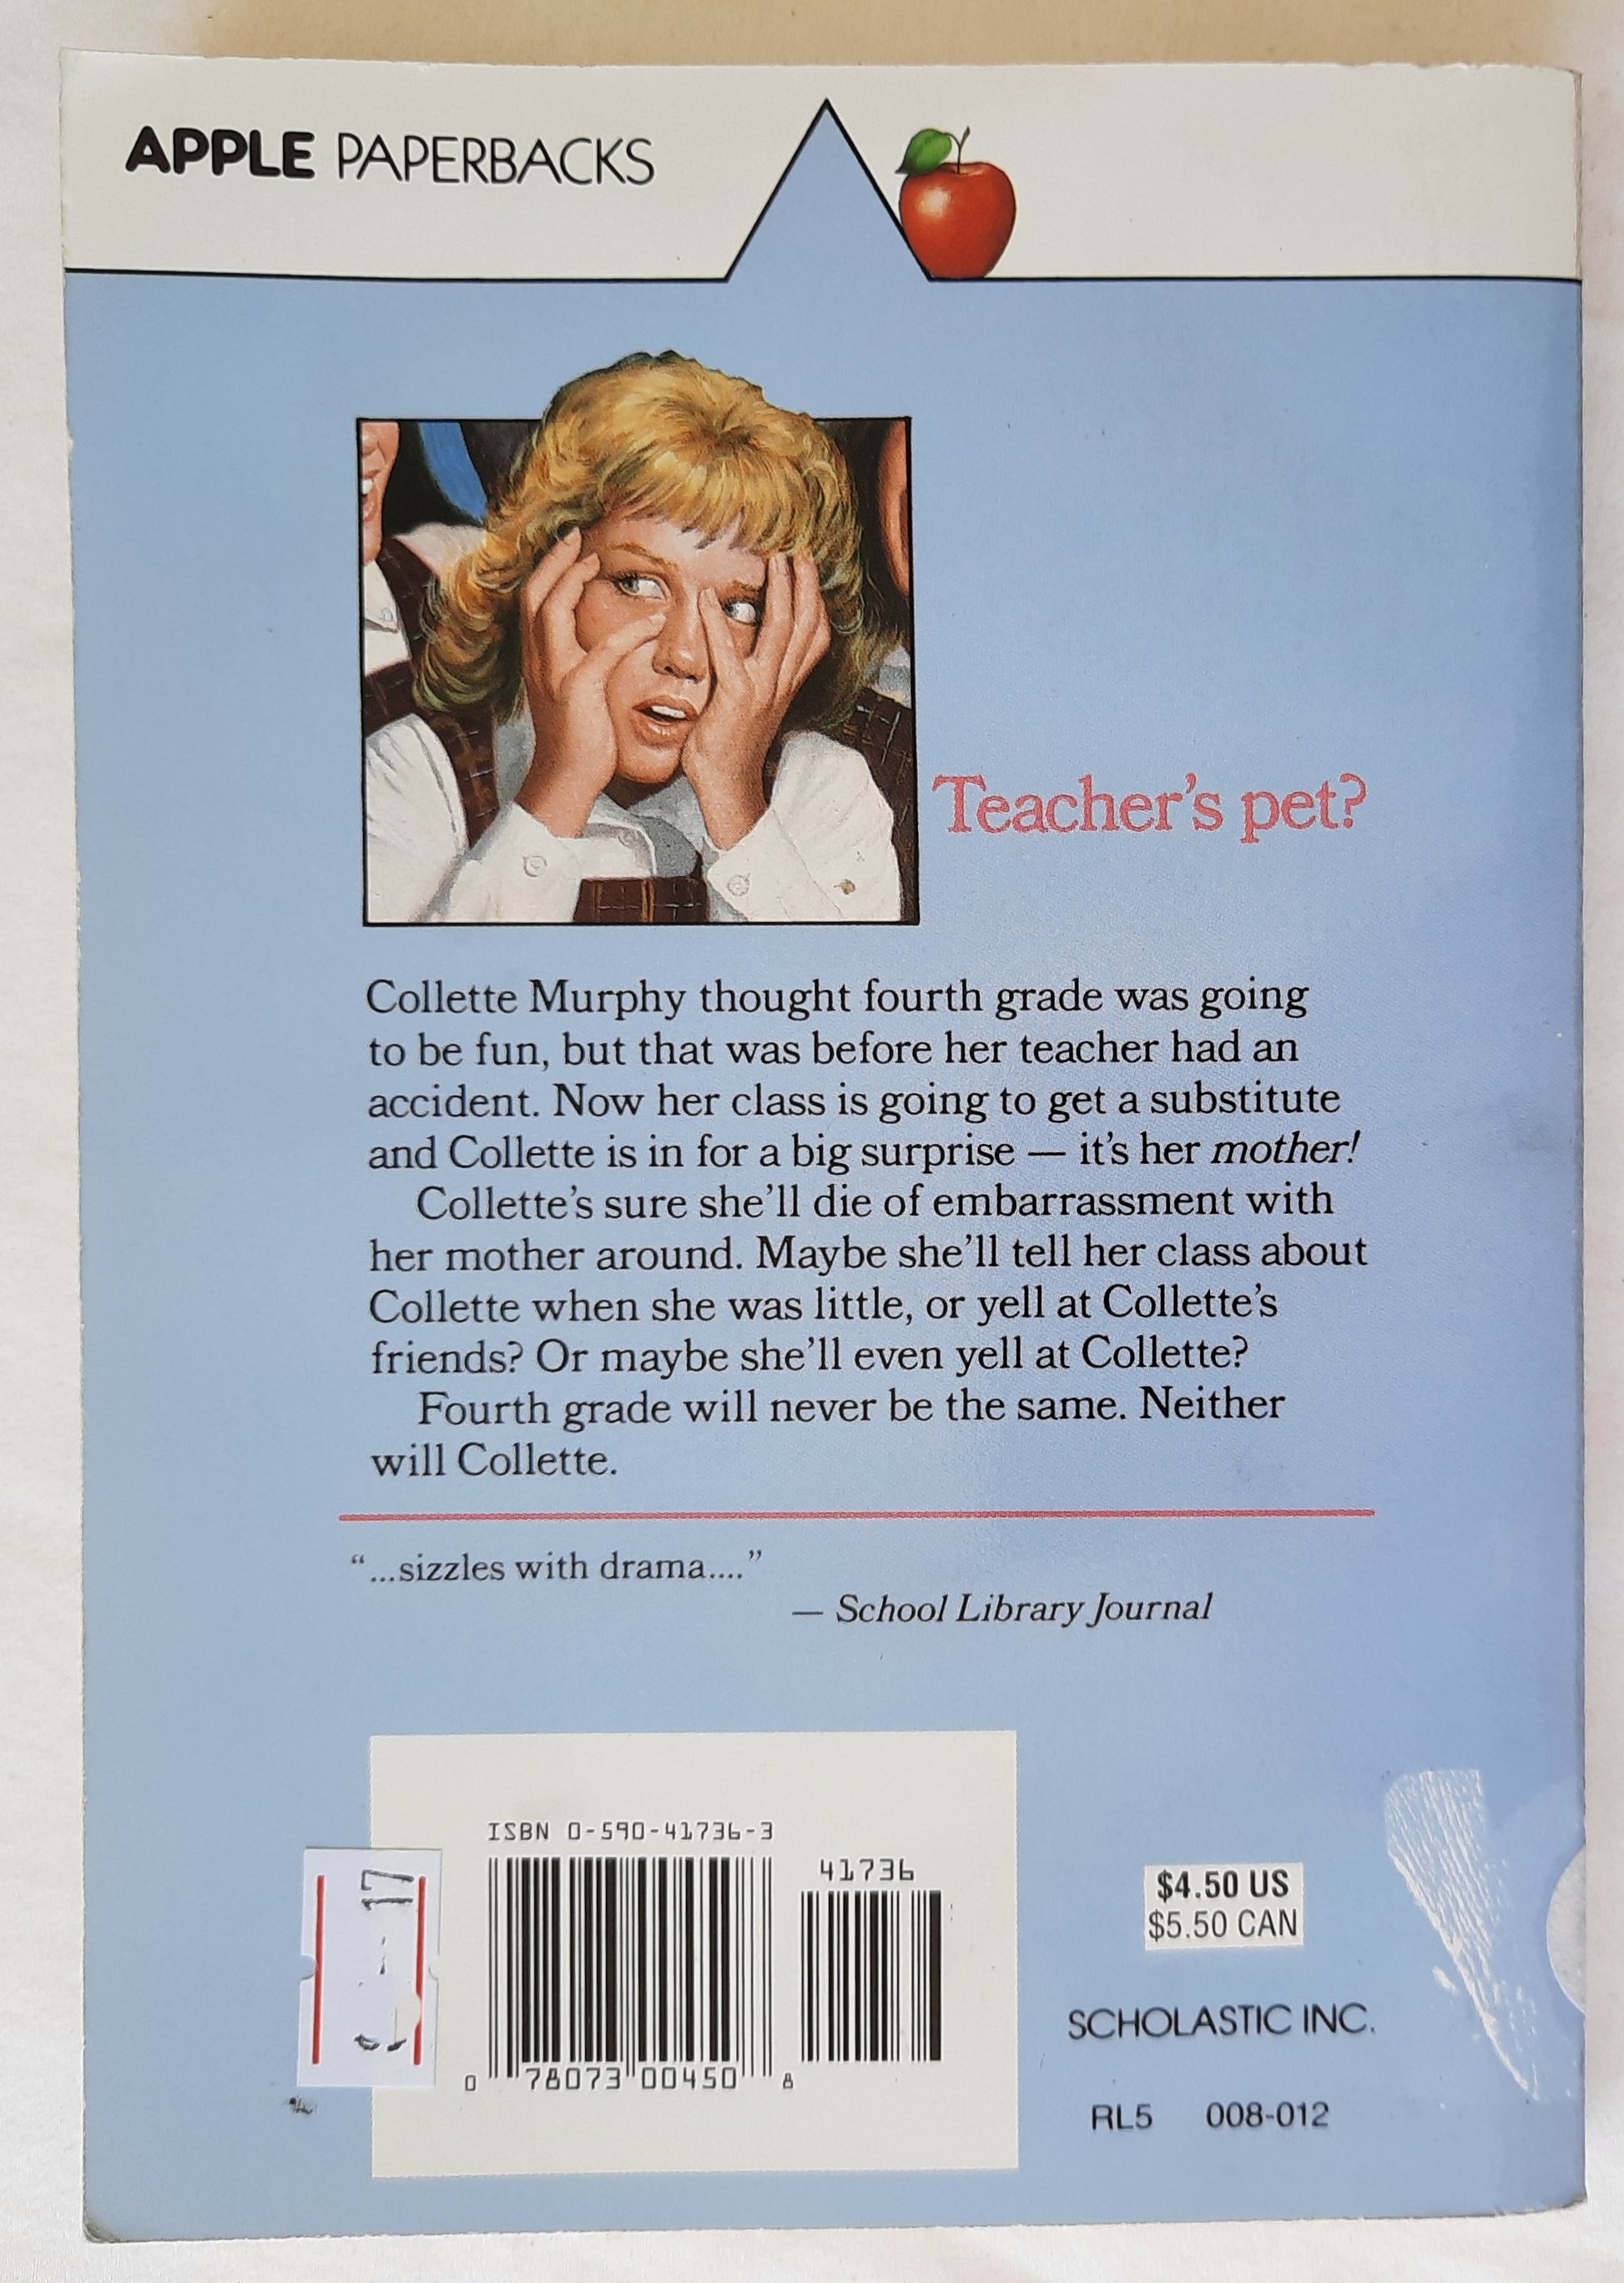 APPLE PAPERBACKS
Teacher's pet?
Collette Murphy thought fourth grade was going
to be fun, but that was before her teacher had an
accident. Now her class is going to get a substitute
and Collette is in for a big surprise — it's her mother!
Collette's sure she'll die of embarrassment with
her mother around. Maybe she'll tell her class about
Collette when she was little, or yell at Collette's
friends? Or maybe she'll even yell at Collette?
Fourth grade will never be the same. Neither
will Collette.
“...sizzles with drama....”
— School Library Journal
ISBN 0-590-41736-3
41736
0 78073 00450 8
$4.50 US
$5.50 CAN
SCHOLASTIC INC.
RL5 008-012